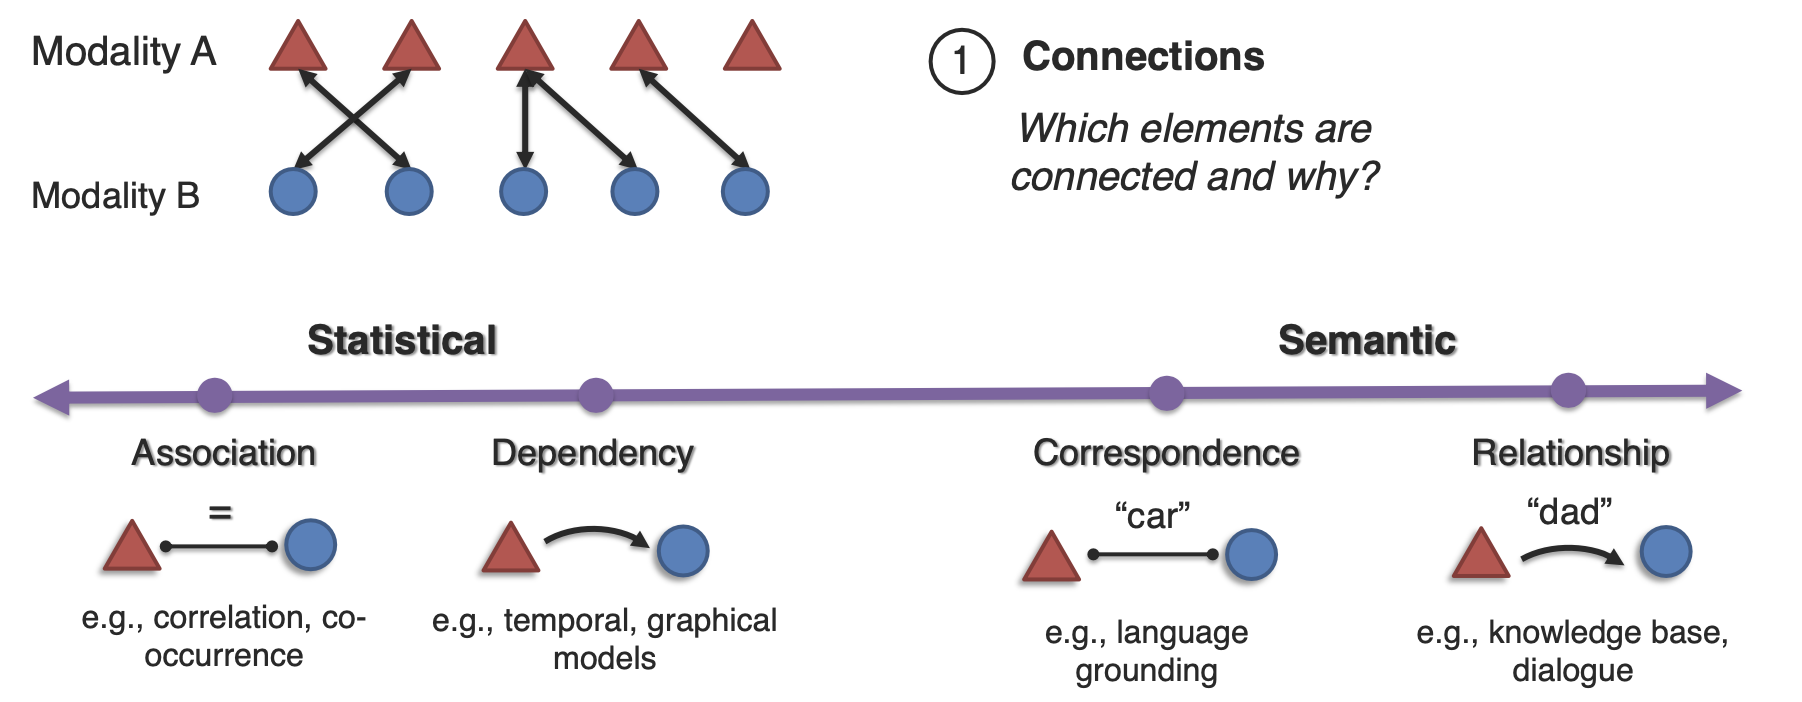 Modality A
Modality B
1
Connections
Which elements are
connected and why?
Statistical
Semantic
Association
=
e.g., correlation, co-
occurrence
Dependency
e.g., temporal, graphical
models
Correspondence
“car”
e.g., language
grounding
Relationship
“dad”
e.g., knowledge base,
dialogue